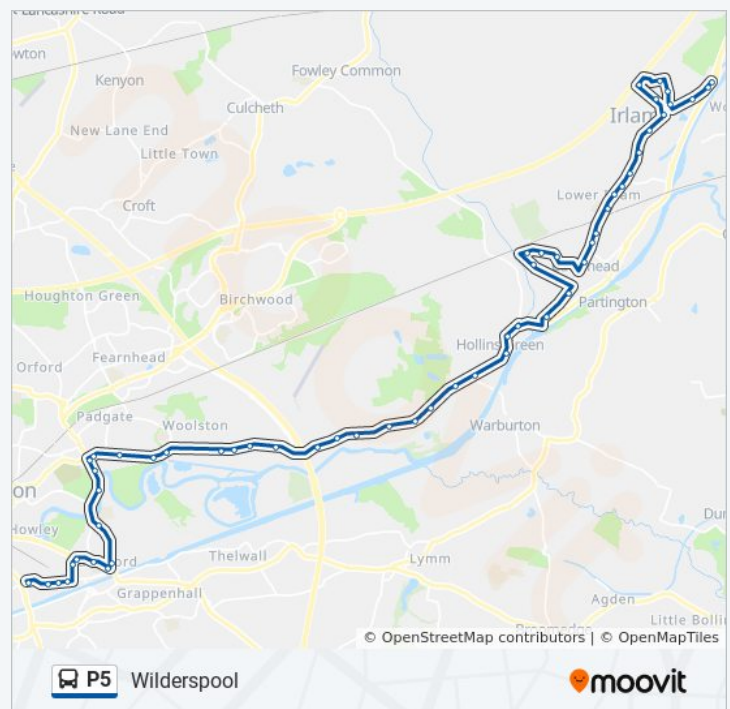 Lancashire Road
wton
Kenyon
Fowley Common
Culcheth
New Lane End
Little Town
Irlam
Croft
Lower
Houghton Green
Birchwood
head
Partington
Orford
Fearnhead
Hollins Green
Padgate
Woolston
Warburton
on
Howley
Thelwall
Lymm
Grappenhall
Agden
Little Bolli
© OpenStreetMap contributors | © OpenMapTiles
P5 Wilderspool
moovit